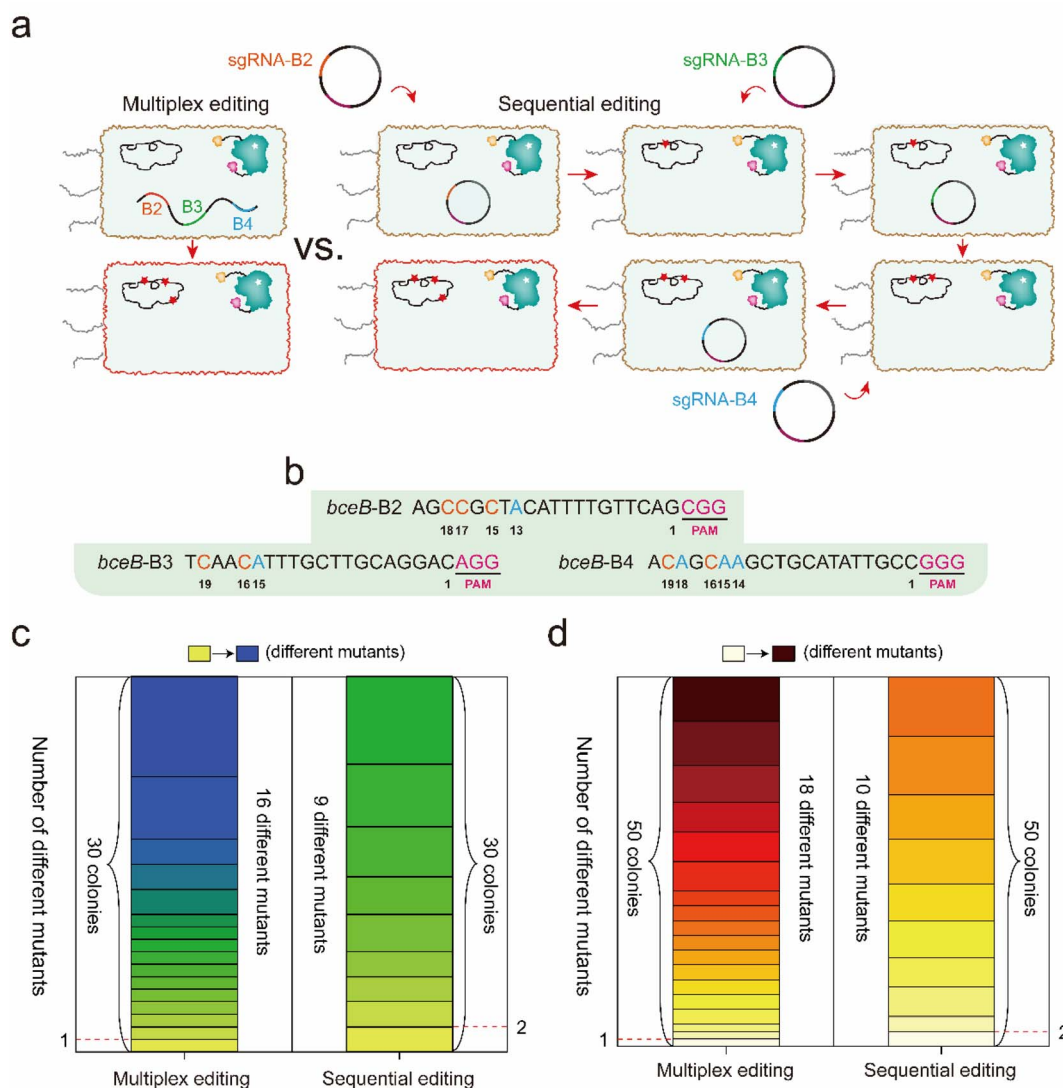 a
sgRNA-B2
sgRNA-B3
Multiplex editing
Sequential editing
B2
B3
B4
vs.
sgRNA-B4
b
bceB-B2 AGCCGCTACATTTTGTTCAGCGG
18 17 15 13 1 PAM
bceB-B3 TCAACATTTGCTTGCAGGACAGG
19 16 15 1 PAM
bceB-B4 ACAGCAAGCTGCATATTGCCGGG
19 18 16 15 14 1 PAM
c
(different mutants)
Number of different mutants
30 colonies
16 different mutants
9 different mutants
30 colonies
1
2
Multiplex editing
Sequential editing
d
(different mutants)
Number of different mutants
50 colonies
18 different mutants
10 different mutants
50 colonies
1
2
Multiplex editing
Sequential editing